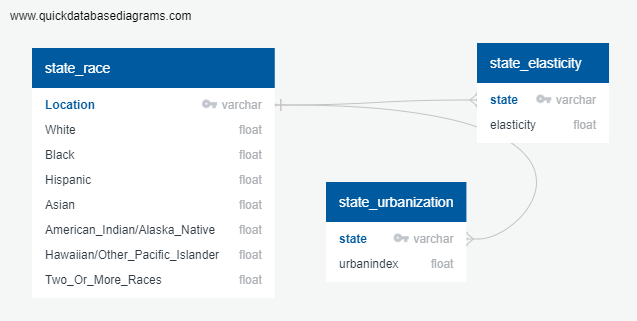 www.quickdatabasediagrams.com
state_race
Location varchar
White float
Black float
Hispanic float
Asian float
American_Indian/Alaska_Native float
Hawaiian/Other_Pacific_Islander float
Two_Or_More_Races float
state_elasticity
state varchar
elasticity float
state_urbanization
state varchar
urbanindex float